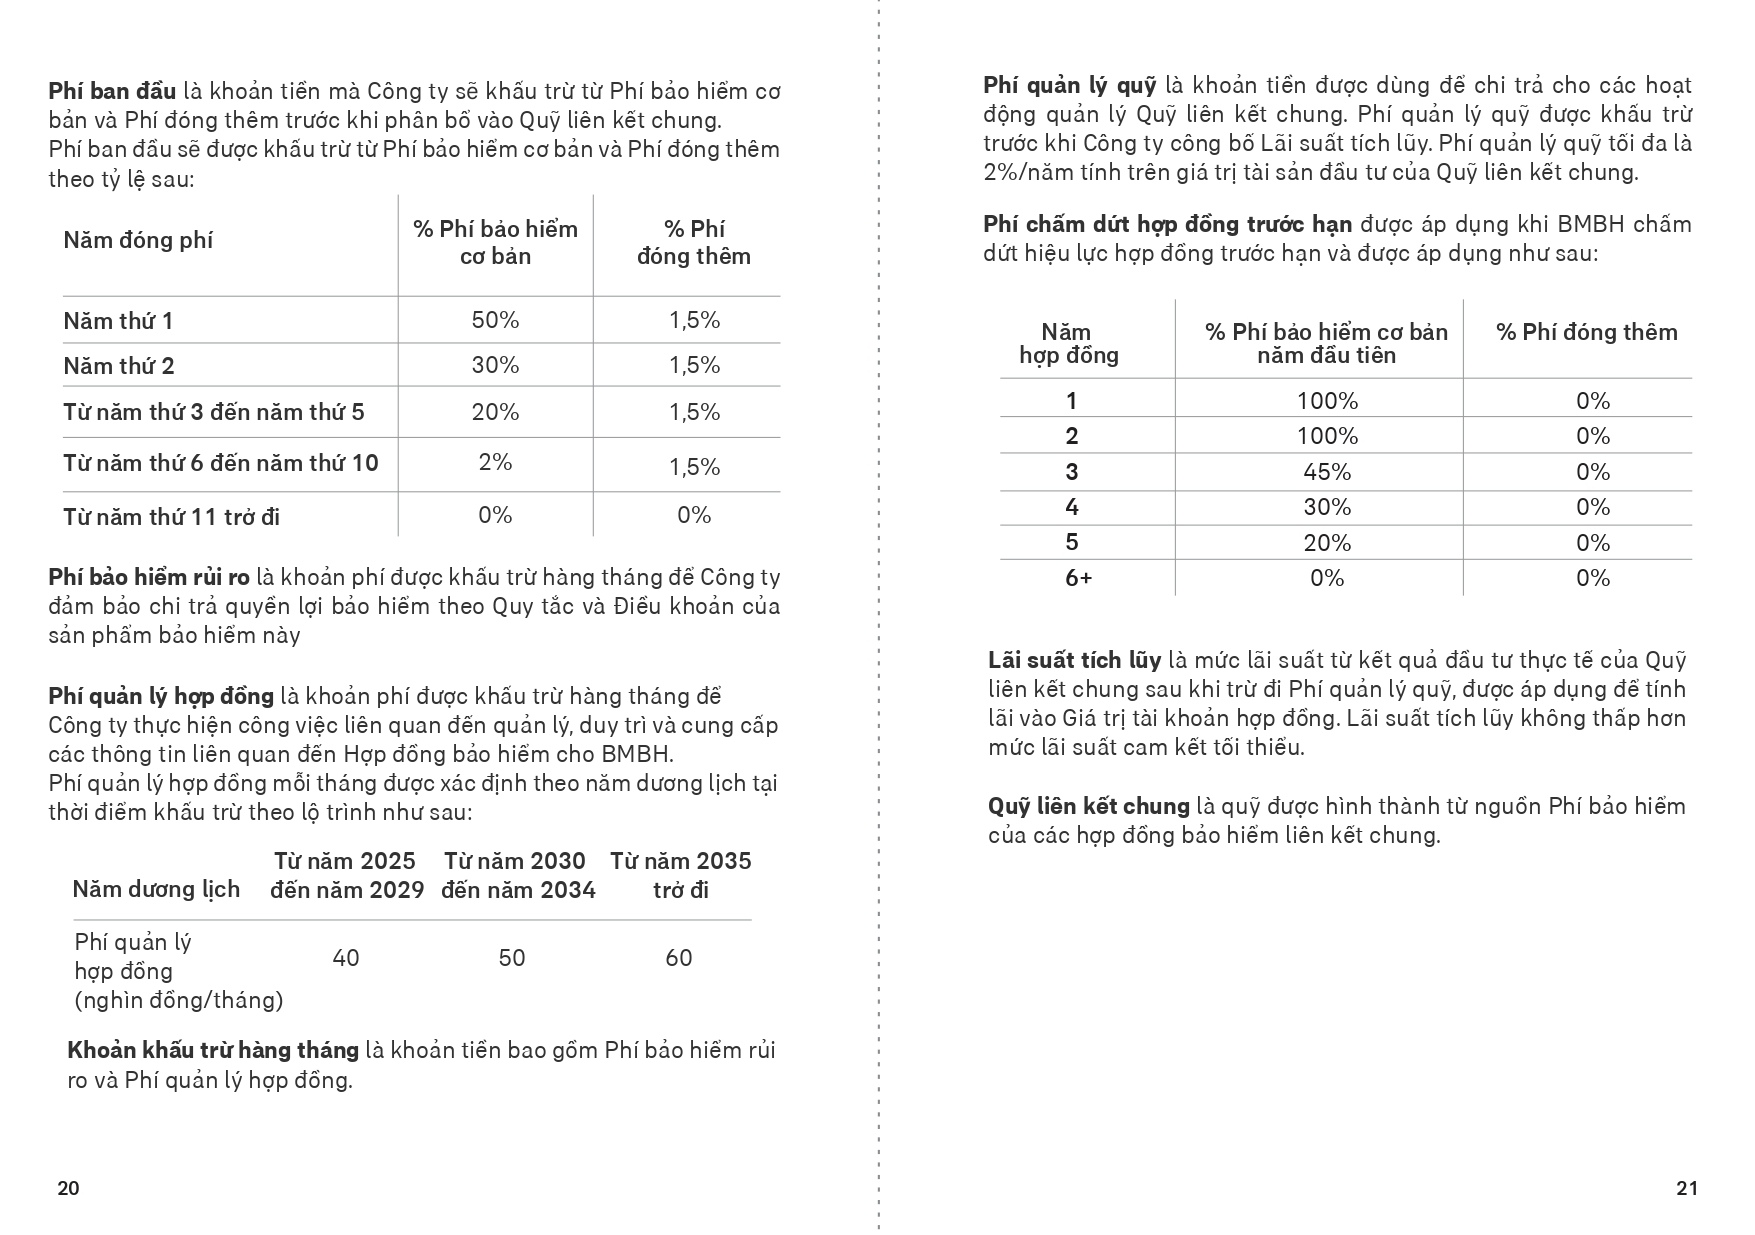 Phí ban đầu là khoản tiền mà Công ty sẽ khấu trừ từ Phí bảo hiểm cơ
bản và Phí đóng thêm trước khi phân bổ vào Quỹ liên kết chung.
Phí ban đầu sẽ được khấu trừ từ Phí bảo hiểm cơ bản và Phí đóng thêm
theo tỷ lệ sau:
Năm đóng phí
% Phí bảo hiểm
cơ bản
% Phí
đóng thêm
Năm thứ 1 50% 1,5%
Năm thứ 2 30% 1,5%
Từ năm thứ 3 đến năm thứ 5 20% 1,5%
Từ năm thứ 6 đến năm thứ 10 2% 1,5%
Từ năm thứ 11 trở đi 0% 0%
Phí bảo hiểm rủi ro là khoản phí được khấu trừ hàng tháng để Công ty
đảm bảo chi trả quyền lợi bảo hiểm theo Quy tắc và Điều khoản của
sản phẩm bảo hiểm này
Phí quản lý hợp đồng là khoản phí được khấu trừ hàng tháng để
Công ty thực hiện công việc liên quan đến quản lý, duy trì và cung cấp
các thông tin liên quan đến Hợp đồng bảo hiểm cho BMBH.
Phí quản lý hợp đồng mỗi tháng được xác định theo năm dương lịch tại
thời điểm khấu trừ theo lộ trình như sau:
Năm dương lịch
Từ năm 2025
đến năm 2029
Từ năm 2030
đến năm 2034
Từ năm 2035
trở đi
Phí quản lý
hợp đồng
(nghìn đồng/tháng)
40 50 60
Khoản khấu trừ hàng tháng là khoản tiền bao gồm Phí bảo hiểm rủi
ro và Phí quản lý hợp đồng.
20
Phí quản lý quỹ là khoản tiền được dùng để chi trả cho các hoạt
động quản lý Quỹ liên kết chung. Phí quản lý quỹ được khấu trừ
trước khi Công ty công bố Lãi suất tích lũy. Phí quản lý quỹ tối đa là
2%/năm tính trên giá trị tài sản đầu tư của Quỹ liên kết chung.
Phí chấm dứt hợp đồng trước hạn được áp dụng khi BMBH chấm
dứt hiệu lực hợp đồng trước hạn và được áp dụng như sau:
Năm
hợp đồng
% Phí bảo hiểm cơ bản
năm đầu tiên
% Phí đóng thêm
1 100% 0%
2 100% 0%
3 45% 0%
4 30% 0%
5 20% 0%
6+ 0% 0%
Lãi suất tích lũy là mức lãi suất từ kết quả đầu tư thực tế của Quỹ
liên kết chung sau khi trừ đi Phí quản lý quỹ, được áp dụng để tính
lãi vào Giá trị tài khoản hợp đồng. Lãi suất tích lũy không thấp hơn
mức lãi suất cam kết tối thiểu.
Quỹ liên kết chung là quỹ được hình thành từ nguồn Phí bảo hiểm
của các hợp đồng bảo hiểm liên kết chung.
21